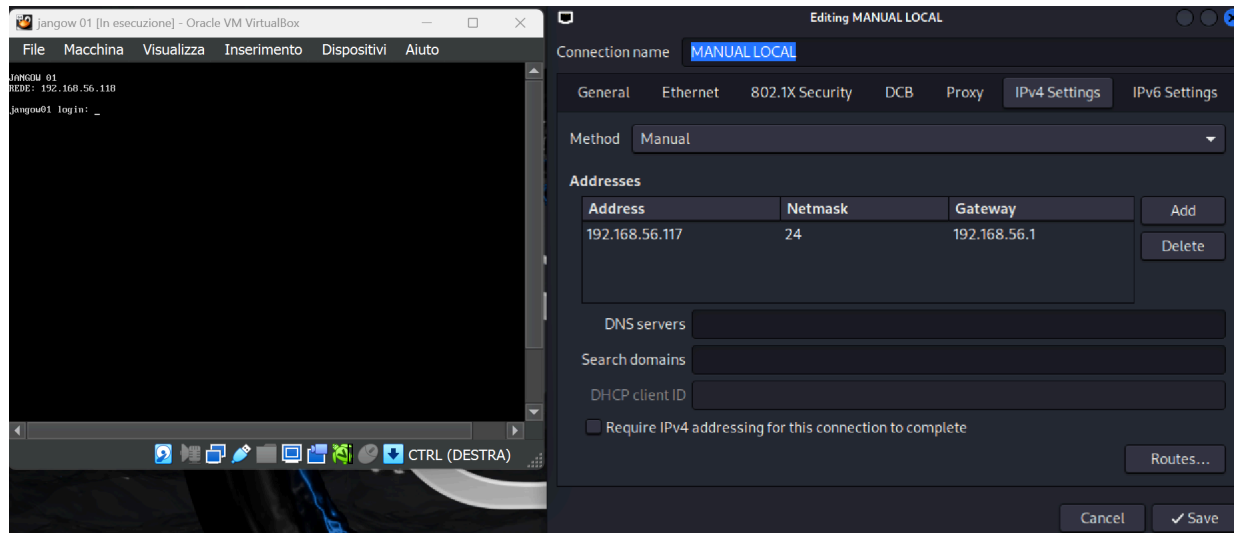 jangow 01 [In esecuzione] - Oracle VM VirtualBox
File Macchina Visualizza Inserimento Dispositivi Aiuto
JANGOW 01
REDE: 192.168.56.118
jangow01 login: _
CTRL (DESTRA)
Editing MANUAL LOCAL
Connection name MANUAL LOCAL
General Ethernet 802.1X Security DCB Proxy IPv4 Settings IPv6 Settings
Method Manual
Addresses
Address Netmask Gateway Add
192.168.56.117 24 192.168.56.1
Delete
DNS servers
Search domains
DHCP client ID
Require IPv4 addressing for this connection to complete
Routes...
Cancel Save